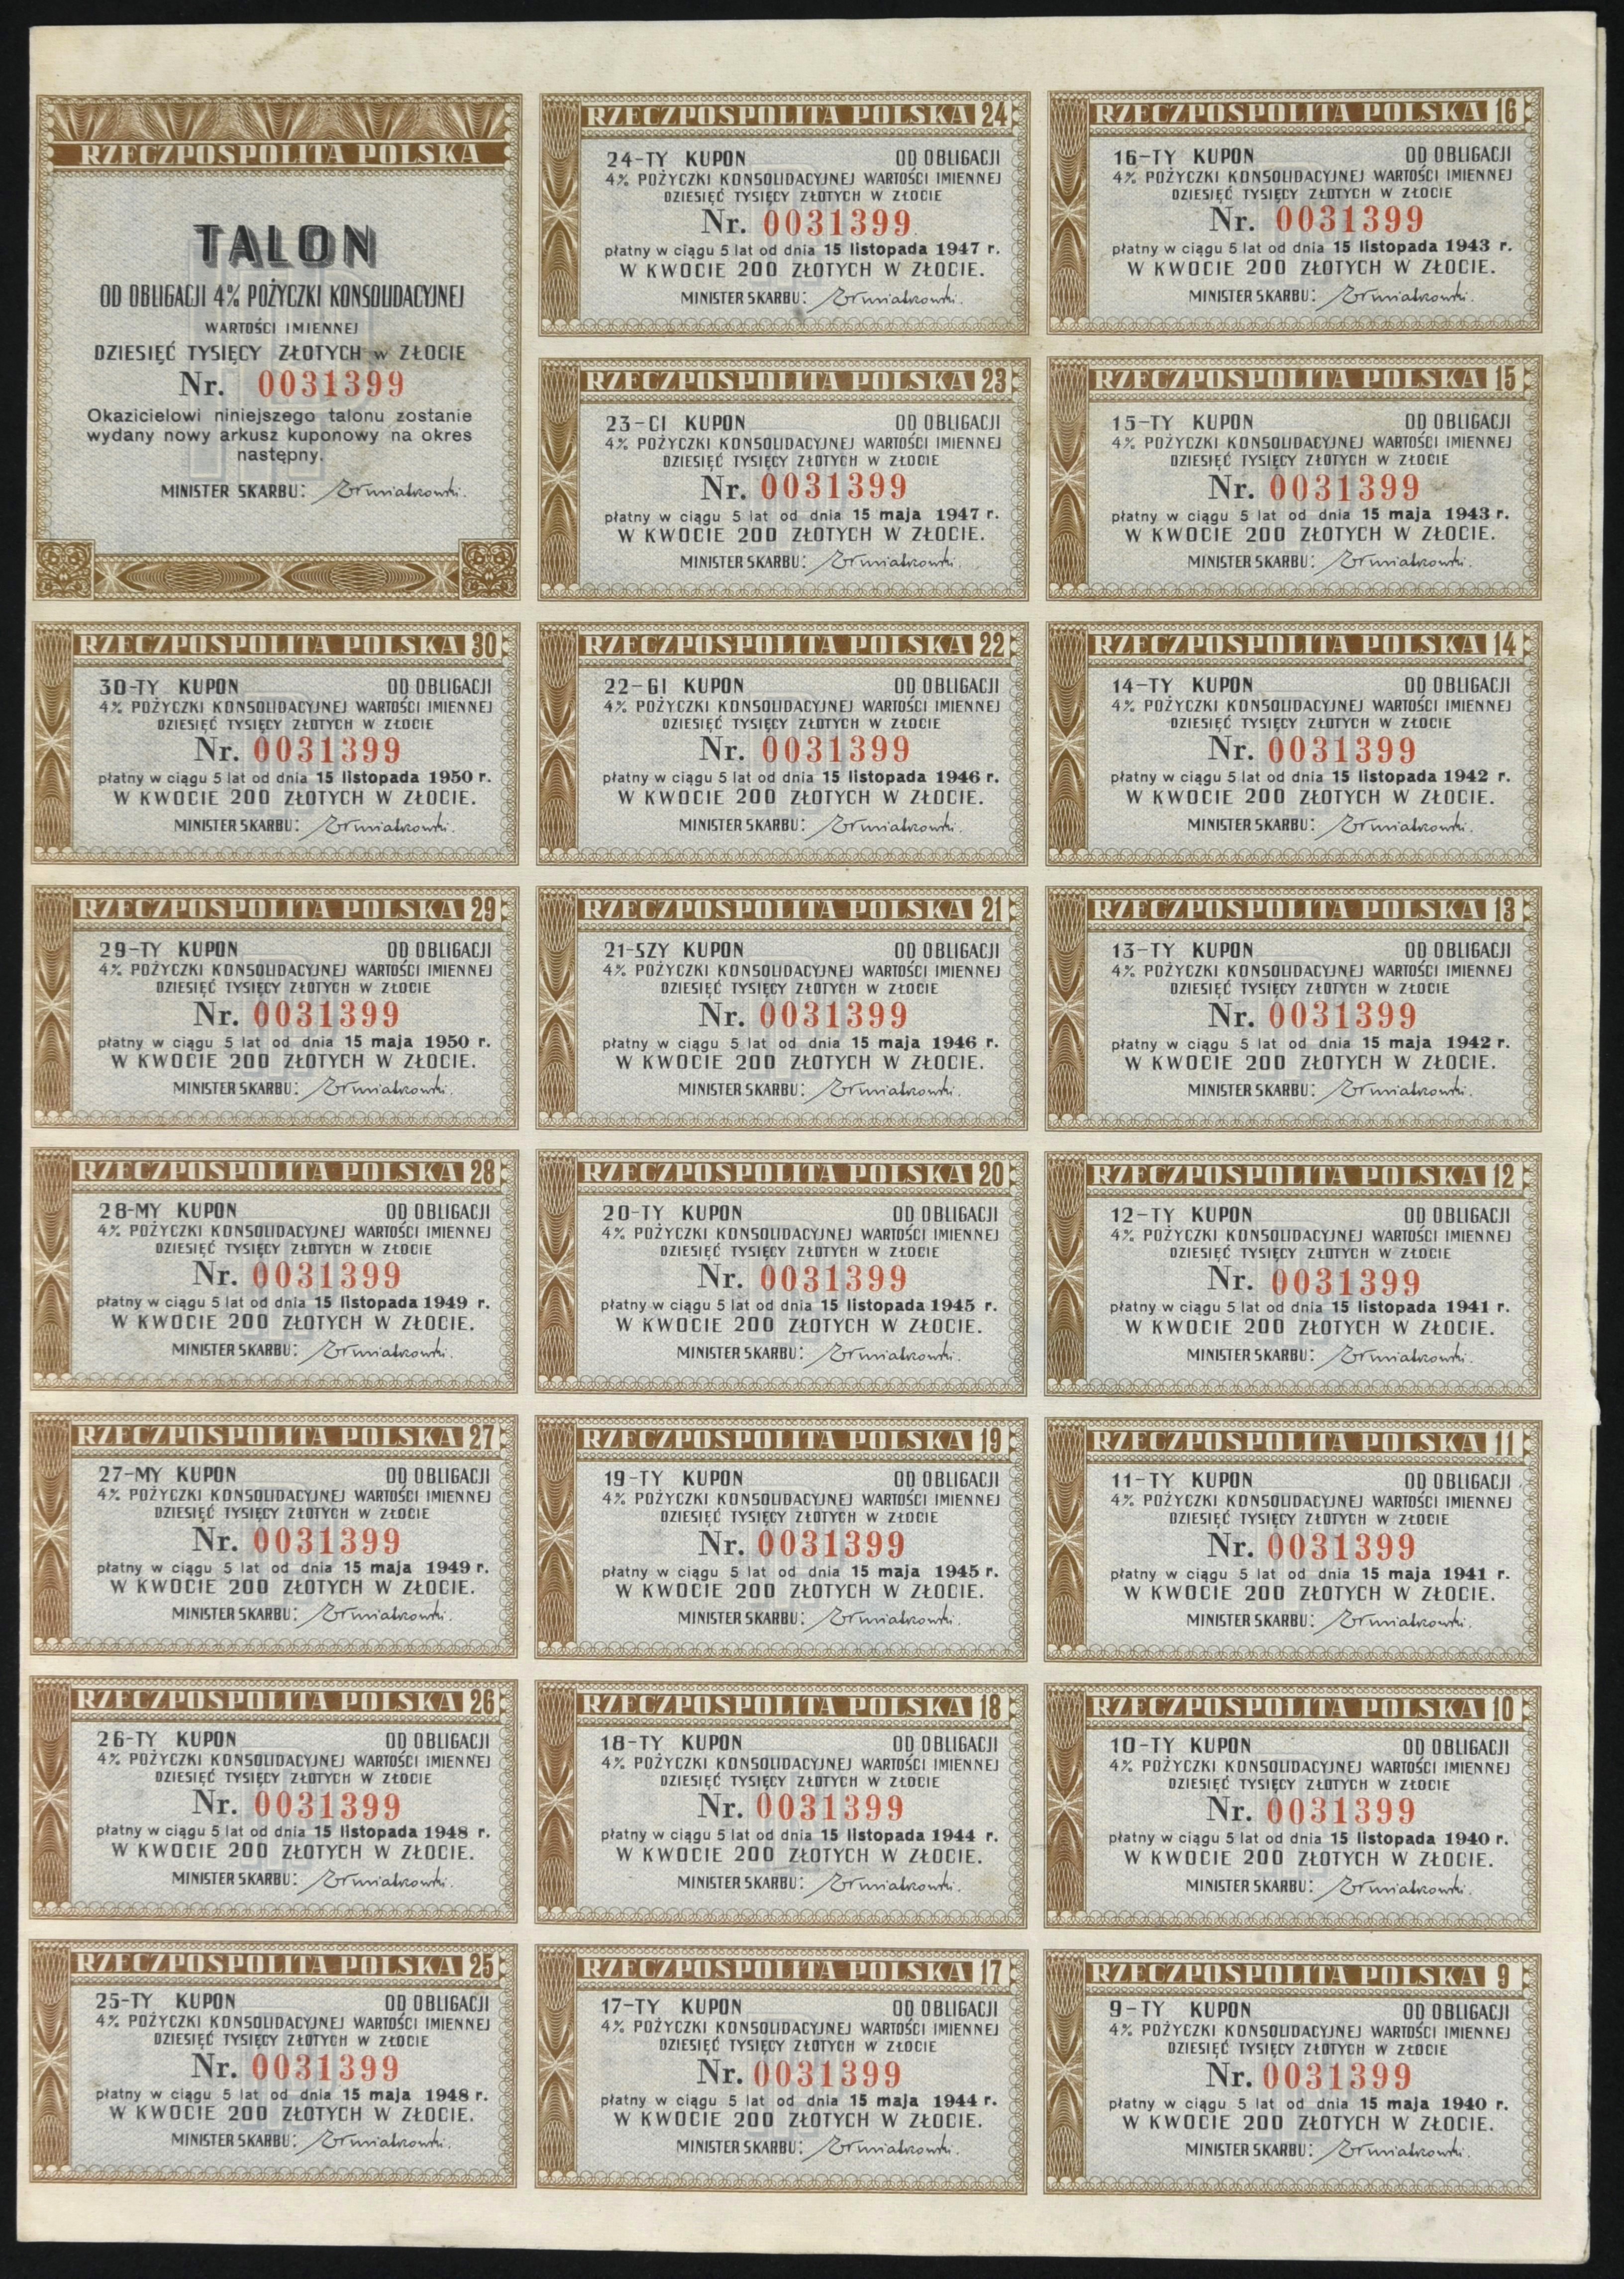 RZECZPOSPOLITA POLSKA
TALON
OD OBLIGACJI 4% POŻYCZKI KONSOLIDACYJNEJ
WARTOŚCI IMIENNEJ
DZIESIĘĆ TYSIĘCY ZŁOTYCH w ZŁOCIE
Nr. 0031399
Okazicielowi niniejszego talonu zostanie
wydany nowy arkusz kuponowy na okres
następny.
MINISTER SKARBU:
RZECZPOSPOLITA POLSKA 30
30-TY KUPON OD OBLIGACJI
4% POŻYCZKI KONSOLIDACYJNEJ WARTOŚCI IMIENNEJ
DZIESIĘĆ TYSIĘCY ZŁOTYCH W ZŁOCIE
Nr. 0031399
płatny w ciągu 5 lat od dnia 15 listopada 1950 r.
W KWOCIE 200 ZŁOTYCH W ZŁOCIE.
MINISTER SKARBU:
RZECZPOSPOLITA POLSKA 29
29-TY KUPON OD OBLIGACJI
4% POŻYCZKI KONSOLIDACYJNEJ WARTOŚCI IMIENNEJ
DZIESIĘĆ TYSIĘCY ZŁOTYCH W ZŁOCIE
Nr. 0031399
płatny w ciągu 5 lat od dnia 15 maja 1950 r.
W KWOCIE 200 ZŁOTYCH W ZŁOCIE.
MINISTER SKARBU:
RZECZPOSPOLITA POLSKA 28
28-MY KUPON OD OBLIGACJI
4% POŻYCZKI KONSOLIDACYJNEJ WARTOŚCI IMIENNEJ
DZIESIĘĆ TYSIĘCY ZŁOTYCH W ZŁOCIE
Nr. 0031399
płatny w ciągu 5 lat od dnia 15 listopada 1949 r.
W KWOCIE 200 ZŁOTYCH W ZŁOCIE.
MINISTER SKARBU:
RZECZPOSPOLITA POLSKA 27
27-MY KUPON OD OBLIGACJI
4% POŻYCZKI KONSOLIDACYJNEJ WARTOŚCI IMIENNEJ
DZIESIĘĆ TYSIĘCY ZŁOTYCH W ZŁOCIE
Nr. 0031399
płatny w ciągu 5 lat od dnia 15 maja 1949 r.
W KWOCIE 200 ZŁOTYCH W ZŁOCIE.
MINISTER SKARBU:
RZECZPOSPOLITA POLSKA 26
26-TY KUPON OD OBLIGACJI
4% POŻYCZKI KONSOLIDACYJNEJ WARTOŚCI IMIENNEJ
DZIESIĘĆ TYSIĘCY ZŁOTYCH W ZŁOCIE
Nr. 0031399
płatny w ciągu 5 lat od dnia 15 listopada 1948 r.
W KWOCIE 200 ZŁOTYCH W ZŁOCIE.
MINISTER SKARBU:
RZECZPOSPOLITA POLSKA 25
25-TY KUPON OD OBLIGACJI
4% POŻYCZKI KONSOLIDACYJNEJ WARTOŚCI IMIENNEJ
DZIESIĘĆ TYSIĘCY ZŁOTYCH W ZŁOCIE
Nr. 0031399
płatny w ciągu 5 lat od dnia 15 maja 1948 r.
W KWOCIE 200 ZŁOTYCH W ZŁOCIE.
MINISTER SKARBU:
RZECZPOSPOLITA POLSKA 24
24-TY KUPON OD OBLIGACJI
4% POŻYCZKI KONSOLIDACYJNEJ WARTOŚCI IMIENNEJ
DZIESIĘĆ TYSIĘCY ZŁOTYCH W ZŁOCIE
Nr. 0031399
płatny w ciągu 5 lat od dnia 15 listopada 1947 r.
W KWOCIE 200 ZŁOTYCH W ZŁOCIE.
MINISTER SKARBU:
RZECZPOSPOLITA POLSKA 23
23-CI KUPON OD OBLIGACJI
4% POŻYCZKI KONSOLIDACYJNEJ WARTOŚCI IMIENNEJ
DZIESIĘĆ TYSIĘCY ZŁOTYCH W ZŁOCIE
Nr. 0031399
płatny w ciągu 5 lat od dnia 15 maja 1947 r.
W KWOCIE 200 ZŁOTYCH W ZŁOCIE.
MINISTER SKARBU:
RZECZPOSPOLITA POLSKA 22
22-GI KUPON OD OBLIGACJI
4% POŻYCZKI KONSOLIDACYJNEJ WARTOŚCI IMIENNEJ
DZIESIĘĆ TYSIĘCY ZŁOTYCH W ZŁOCIE
Nr. 0031399
płatny w ciągu 5 lat od dnia 15 listopada 1946 r.
W KWOCIE 200 ZŁOTYCH W ZŁOCIE.
MINISTER SKARBU:
RZECZPOSPOLITA POLSKA 21
21-SZY KUPON OD OBLIGACJI
4% POŻYCZKI KONSOLIDACYJNEJ WARTOŚCI IMIENNEJ
DZIESIĘĆ TYSIĘCY ZŁOTYCH W ZŁOCIE
Nr. 0031399
płatny w ciągu 5 lat od dnia 15 maja 1946 r.
W KWOCIE 200 ZŁOTYCH W ZŁOCIE.
MINISTER SKARBU:
RZECZPOSPOLITA POLSKA 20
20-TY KUPON OD OBLIGACJI
4% POŻYCZKI KONSOLIDACYJNEJ WARTOŚCI IMIENNEJ
DZIESIĘĆ TYSIĘCY ZŁOTYCH W ZŁOCIE
Nr. 0031399
płatny w ciągu 5 lat od dnia 15 listopada 1945 r.
W KWOCIE 200 ZŁOTYCH W ZŁOCIE.
MINISTER SKARBU:
RZECZPOSPOLITA POLSKA 19
19-TY KUPON OD OBLIGACJI
4% POŻYCZKI KONSOLIDACYJNEJ WARTOŚCI IMIENNEJ
DZIESIĘĆ TYSIĘCY ZŁOTYCH W ZŁOCIE
Nr. 0031399
płatny w ciągu 5 lat od dnia 15 maja 1945 r.
W KWOCIE 200 ZŁOTYCH W ZŁOCIE.
MINISTER SKARBU:
RZECZPOSPOLITA POLSKA 18
18-TY KUPON OD OBLIGACJI
4% POŻYCZKI KONSOLIDACYJNEJ WARTOŚCI IMIENNEJ
DZIESIĘĆ TYSIĘCY ZŁOTYCH W ZŁOCIE
Nr. 0031399
płatny w ciągu 5 lat od dnia 15 listopada 1944 r.
W KWOCIE 200 ZŁOTYCH W ZŁOCIE.
MINISTER SKARBU:
RZECZPOSPOLITA POLSKA 17
17-TY KUPON OD OBLIGACJI
4% POŻYCZKI KONSOLIDACYJNEJ WARTOŚCI IMIENNEJ
DZIESIĘĆ TYSIĘCY ZŁOTYCH W ZŁOCIE
Nr. 0031399
płatny w ciągu 5 lat od dnia 15 maja 1944 r.
W KWOCIE 200 ZŁOTYCH W ZŁOCIE.
MINISTER SKARBU:
RZECZPOSPOLITA POLSKA 16
16-TY KUPON OD OBLIGACJI
4% POŻYCZKI KONSOLIDACYJNEJ WARTOŚCI IMIENNEJ
DZIESIĘĆ TYSIĘCY ZŁOTYCH W ZŁOCIE
Nr. 0031399
płatny w ciągu 5 lat od dnia 15 listopada 1943 r.
W KWOCIE 200 ZŁOTYCH W ZŁOCIE.
MINISTER SKARBU:
RZECZPOSPOLITA POLSKA 15
15-TY KUPON OD OBLIGACJI
4% POŻYCZKI KONSOLIDACYJNEJ WARTOŚCI IMIENNEJ
DZIESIĘĆ TYSIĘCY ZŁOTYCH W ZŁOCIE
Nr. 0031399
płatny w ciągu 5 lat od dnia 15 maja 1943 r.
W KWOCIE 200 ZŁOTYCH W ZŁOCIE.
MINISTER SKARBU:
RZECZPOSPOLITA POLSKA 14
14-TY KUPON OD OBLIGACJI
4% POŻYCZKI KONSOLIDACYJNEJ WARTOŚCI IMIENNEJ
DZIESIĘĆ TYSIĘCY ZŁOTYCH W ZŁOCIE
Nr. 0031399
płatny w ciągu 5 lat od dnia 15 listopada 1942 r.
W KWOCIE 200 ZŁOTYCH W ZŁOCIE.
MINISTER SKARBU:
RZECZPOSPOLITA POLSKA 13
13-TY KUPON OD OBLIGACJI
4% POŻYCZKI KONSOLIDACYJNEJ WARTOŚCI IMIENNEJ
DZIESIĘĆ TYSIĘCY ZŁOTYCH W ZŁOCIE
Nr. 0031399
płatny w ciągu 5 lat od dnia 15 maja 1942 r.
W KWOCIE 200 ZŁOTYCH W ZŁOCIE.
MINISTER SKARBU:
RZECZPOSPOLITA POLSKA 12
12-TY KUPON OD OBLIGACJI
4% POŻYCZKI KONSOLIDACYJNEJ WARTOŚCI IMIENNEJ
DZIESIĘĆ TYSIĘCY ZŁOTYCH W ZŁOCIE
Nr. 0031399
płatny w ciągu 5 lat od dnia 15 listopada 1941 r.
W KWOCIE 200 ZŁOTYCH W ZŁOCIE.
MINISTER SKARBU:
RZECZPOSPOLITA POLSKA 11
11-TY KUPON OD OBLIGACJI
4% POŻYCZKI KONSOLIDACYJNEJ WARTOŚCI IMIENNEJ
DZIESIĘĆ TYSIĘCY ZŁOTYCH W ZŁOCIE
Nr. 0031399
płatny w ciągu 5 lat od dnia 15 maja 1941 r.
W KWOCIE 200 ZŁOTYCH W ZŁOCIE.
MINISTER SKARBU:
RZECZPOSPOLITA POLSKA 10
10-TY KUPON OD OBLIGACJI
4% POŻYCZKI KONSOLIDACYJNEJ WARTOŚCI IMIENNEJ
DZIESIĘĆ TYSIĘCY ZŁOTYCH W ZŁOCIE
Nr. 0031399
płatny w ciągu 5 lat od dnia 15 listopada 1940 r.
W KWOCIE 200 ZŁOTYCH W ZŁOCIE.
MINISTER SKARBU:
RZECZPOSPOLITA POLSKA 9
9-TY KUPON OD OBLIGACJI
4% POŻYCZKI KONSOLIDACYJNEJ WARTOŚCI IMIENNEJ
DZIESIĘĆ TYSIĘCY ZŁOTYCH W ZŁOCIE
Nr. 0031399
płatny w ciągu 5 lat od dnia 15 maja 1940 r.
W KWOCIE 200 ZŁOTYCH W ZŁOCIE.
MINISTER SKARBU: